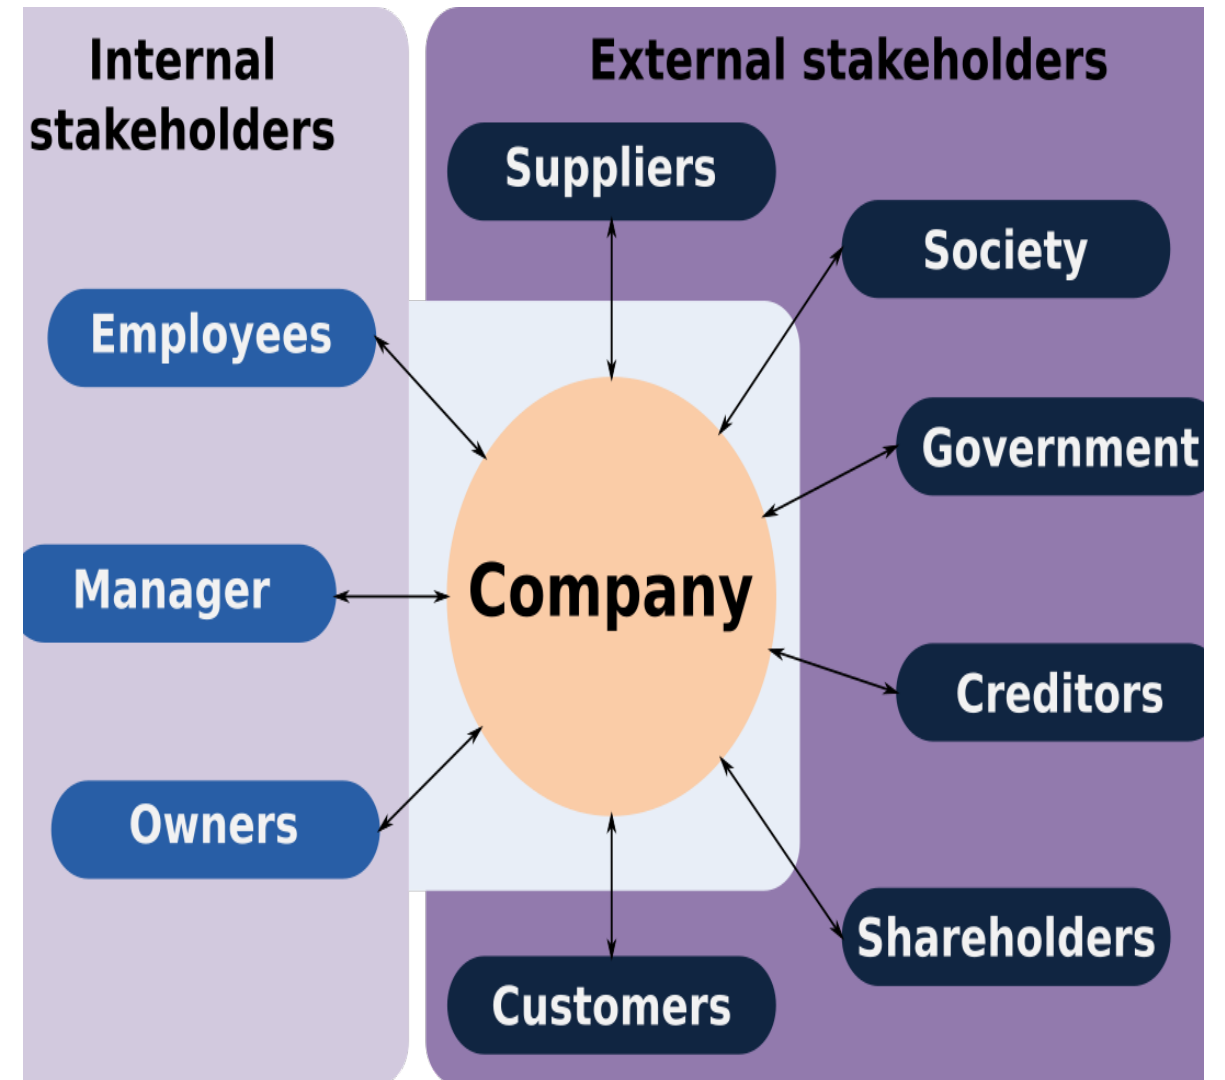 Internal
stakeholders
External stakeholders
Suppliers
Society
Employees
Government
Company
Manager
Creditors
Owners
Shareholders
Customers